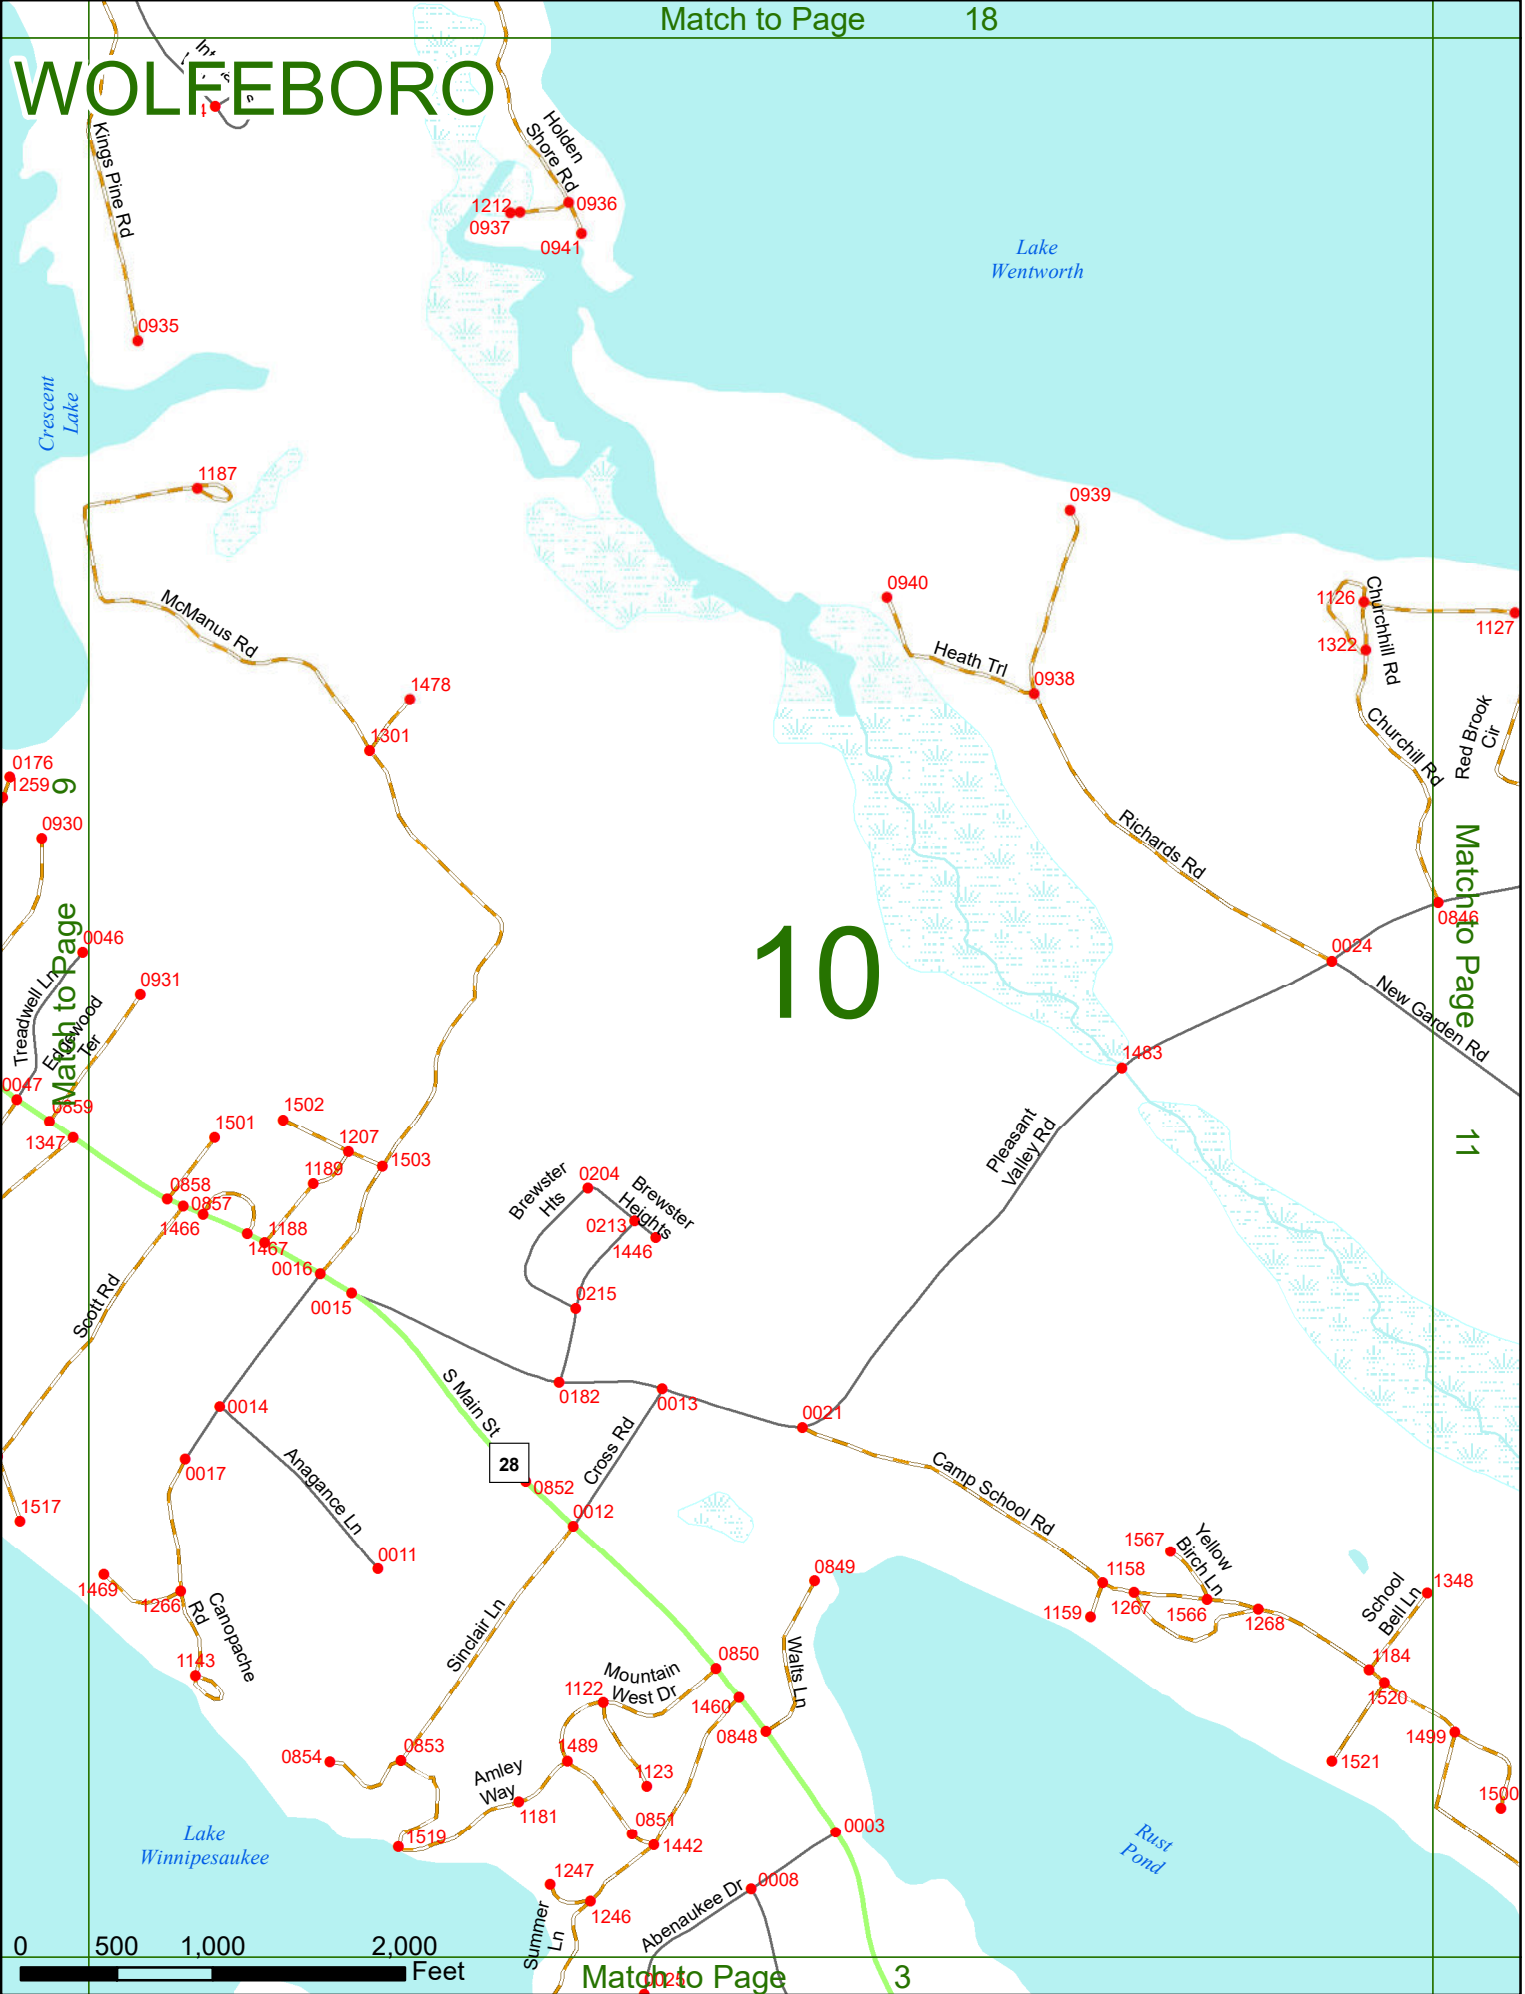 Match to Page 18
WOLFEBORO
Kings Pine Rd
Holden
Shore Rd
1212
0936
0937
0941
Lake
Wentworth
0935
Crescent
Lake
1187
0939
0940
1126
Churchhill Rd
1127
1322
McManus Rd
Heath Trl
0938
1478
1301
Churchill Rd
Red Brook
Cir
0176
1259
Match to Page 9
0930
Richards Rd
Match to Page 11
10
0846
0046
0024
0931
Treadwell Ln
Edgewood
Ter
New Garden Rd
1483
0047
0859
1347
1501
1502
1207
1503
1189
Pleasant
Valley Rd
0858
0857
1466
1188
1467
0016
0015
Brewster
Hts
0204
Brewster
Heights
0213
1446
0215
Scott Rd
S Main St
0182
0013
0021
0014
Cross Rd
28
0852
0017
Anagance Ln
Camp School Rd
1517
0012
0011
1469
1266
Canopache
Rd
1143
0849
1567
Yellow
Birch Ln
1158
1159
1267
1566
1268
School
Bell Ln
1348
1184
1520
1499
1521
1500
Sinclair Ln
Mountain
West Dr
0850
1122
1460
0848
Walts Ln
0854
0853
1489
1123
Amley
Way
1181
0851
1442
1519
0003
Lake
Winnipesaukee
Rust
Pond
1247
1246
0008
Summer
Ln
Abenaukee Dr
0025
0 500 1,000 2,000
Feet
Match to Page 3